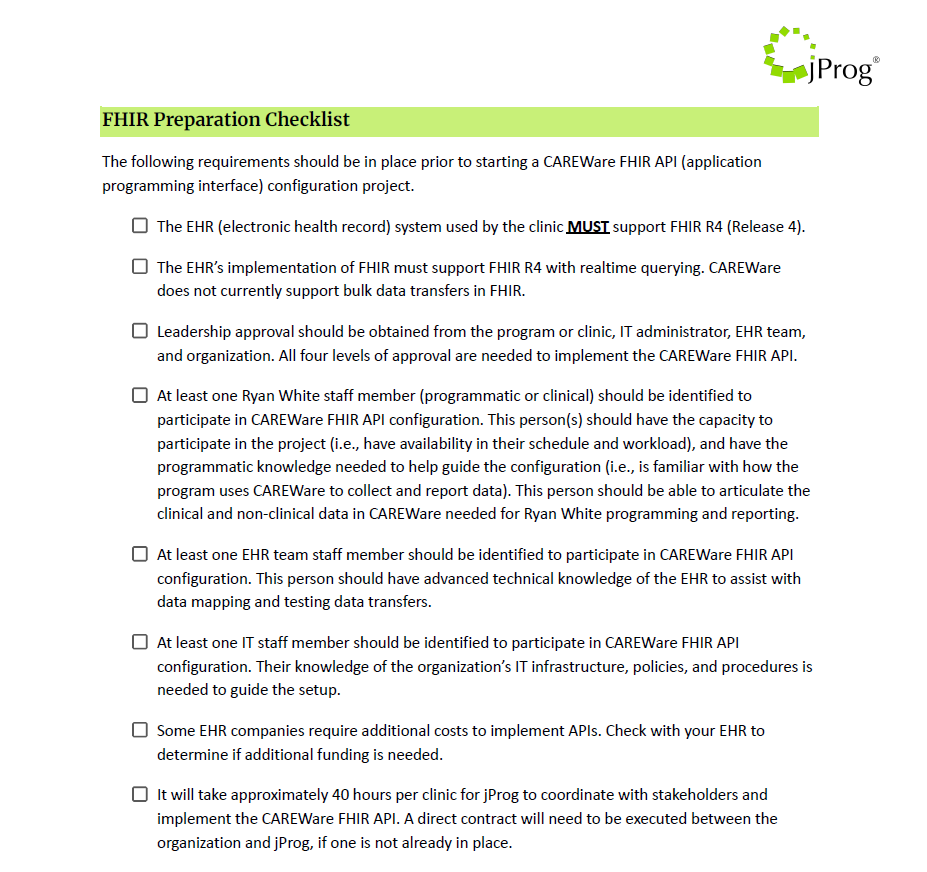 jProg®
FHIR Preparation Checklist
The following requirements should be in place prior to starting a CAREWare FHIR API (application
programming interface) configuration project.
The EHR (electronic health record) system used by the clinic MUST support FHIR R4 (Release 4).
The EHR’s implementation of FHIR must support FHIR R4 with realtime querying. CAREWare
does not currently support bulk data transfers in FHIR.
Leadership approval should be obtained from the program or clinic, IT administrator, EHR team,
and organization. All four levels of approval are needed to implement the CAREWare FHIR API.
At least one Ryan White staff member (programmatic or clinical) should be identified to
participate in CAREWare FHIR API configuration. This person(s) should have the capacity to
participate in the project (i.e., have availability in their schedule and workload), and have the
programmatic knowledge needed to help guide the configuration (i.e., is familiar with how the
program uses CAREWare to collect and report data). This person should be able to articulate the
clinical and non-clinical data in CAREWare needed for Ryan White programming and reporting.
At least one EHR team staff member should be identified to participate in CAREWare FHIR API
configuration. This person should have advanced technical knowledge of the EHR to assist with
data mapping and testing data transfers.
At least one IT staff member should be identified to participate in CAREWare FHIR API
configuration. Their knowledge of the organization’s IT infrastructure, policies, and procedures is
needed to guide the setup.
Some EHR companies require additional costs to implement APIs. Check with your EHR to
determine if additional funding is needed.
It will take approximately 40 hours per clinic for jProg to coordinate with stakeholders and
implement the CAREWare FHIR API. A direct contract will need to be executed between the
organization and jProg, if one is not already in place.